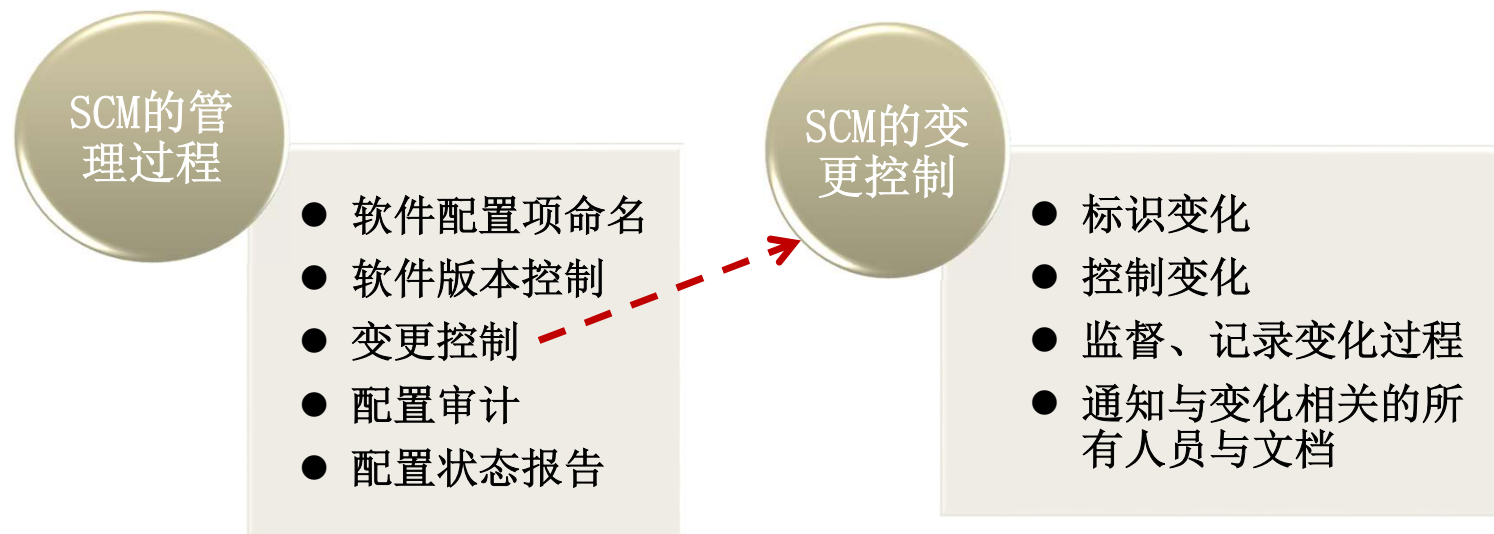 SCM的管
理过程
软件配置项命名
软件版本控制
变更控制
配置审计
配置状态报告
SCM的变
更控制
标识变化
控制变化
监督、记录变化过程
通知与变化相关的所
有人员与文档